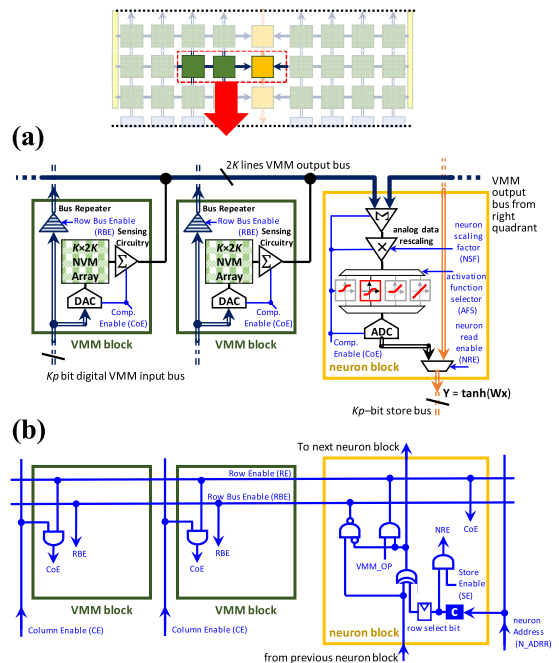 (a)
2K lines VMM output bus
VMM
output
bus from
right
quadrant
Bus Repeater
Row Bus Enable
(RBE)
Sensing
Circuitry
K×2K
NVM
Array
Σ
DAC
Comp.
Enable (CoE)
VMM block
Bus Repeater
Row Bus Enable
(RBE)
Sensing
Circuitry
K×2K
NVM
Array
Σ
DAC
Comp.
Enable (CoE)
VMM block
Σ
analog data
rescaling
×
neuron
scaling
factor
(NSF)
activation
function
selector
(AFS)
ADC
Comp.
Enable (CoE)
neuron
read
enable
(NRE)
neuron block
Kp bit digital VMM input bus
Y = tanh(Wx)
Kp–bit store bus
(b)
To next neuron block
Row Enable (RE)
Row Bus Enable (RBE)
CoE
RBE
VMM block
Column Enable (CE)
CoE
RBE
VMM block
Column Enable (CE)
CoE
NRE
VMM_OP
Store
Enable
(SE)
C
row select bit
neuron block
neuron
Address
(N_ADRR)
from previous neuron block